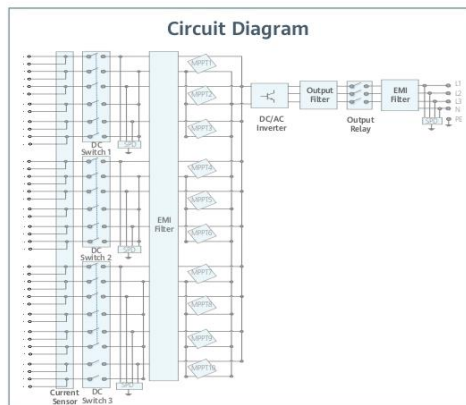 Circuit Diagram
MPPT1
MPPT2
MPPT3
DC
Switch 1
SPD
MPPT4
MPPT5
MPPT6
DC
Switch 2
SPD
EMI
Filter
MPPT7
MPPT8
MPPT9
MPPT10
Current
Sensor
DC
Switch 3
SPD
DC/AC
Inverter
Output
Filter
Output
Relay
EMI
Filter
SPD
L1
L2
L3
N
PE